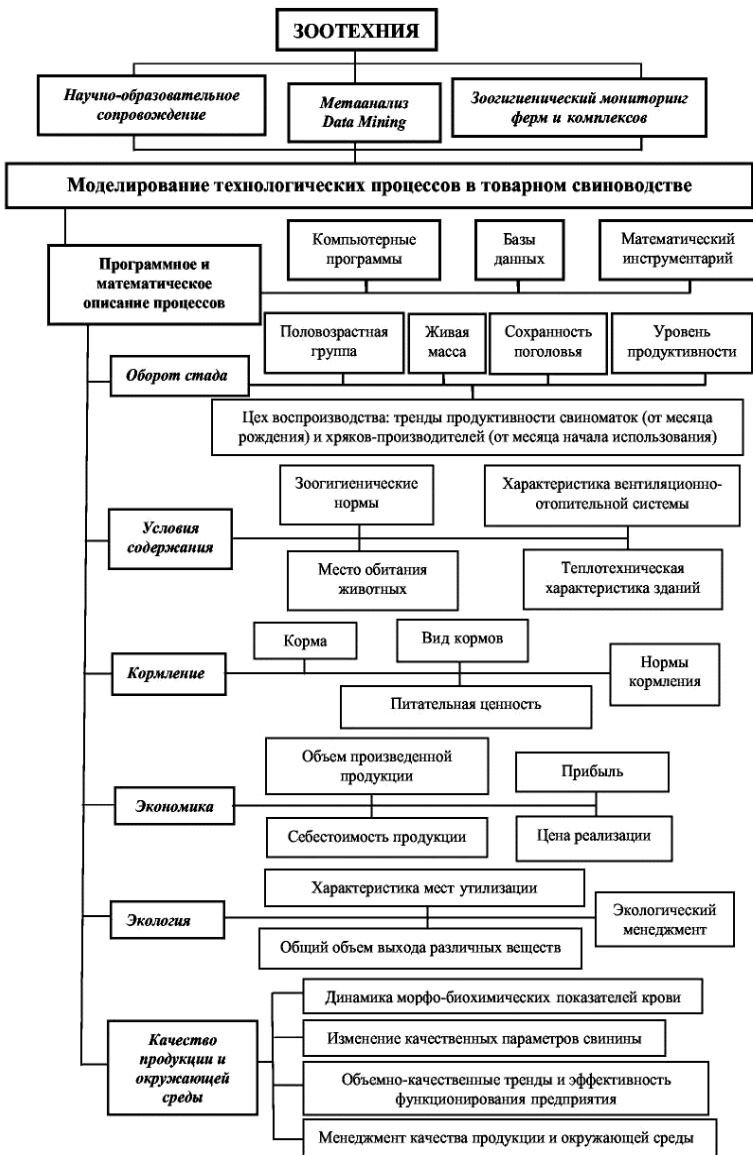 ЗООТЕХНИЯ
Научно-образовательное
сопровождение
Метаанализ
Data Mining
Зоогигиенический мониторинг
ферм и комплексов
Моделирование технологических процессов в товарном свиноводстве
Программное и
математическое
описание процессов
Компьютерные
программы
Базы
данных
Математический
инструментарий
Оборот стада
Половозрастная
группа
Живая
масса
Сохранность
поголовья
Уровень
продуктивности
Цех воспроизводства: тренды продуктивности свиноматок (от месяца
рождения) и хряков-производителей (от месяца начала использования)
Условия
содержания
Зоогигиенические
нормы
Характеристика вентиляционно-
отопительной системы
Место обитания
животных
Теплотехническая
характеристика зданий
Кормление
Корма
Вид кормов
Нормы
кормления
Питательная ценность
Экономика
Объем произведенной
продукции
Прибыль
Себестоимость продукции
Цена реализации
Экология
Характеристика мест утилизации
Экологический
менеджмент
Общий объем выхода различных веществ
Качество
продукции и
окружающей
среды
Динамика морфо-биохимических показателей крови
Изменение качественных параметров свинины
Объемно-качественные тренды и эффективность
функционирования предприятия
Менеджмент качества продукции и окружающей среды